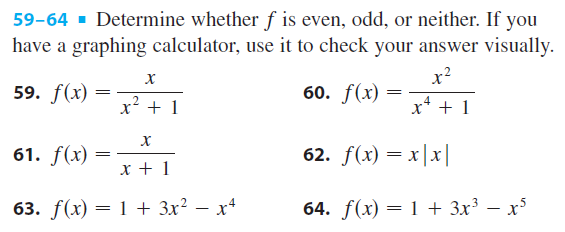 59–64 ▪ Determine whether f is even, odd, or neither. If you
have a graphing calculator, use it to check your answer visually.
59. f(x) = x / (x² + 1)
60. f(x) = x² / (x⁴ + 1)
61. f(x) = x / (x + 1)
62. f(x) = x|x|
63. f(x) = 1 + 3x² − x⁴
64. f(x) = 1 + 3x³ − x⁵